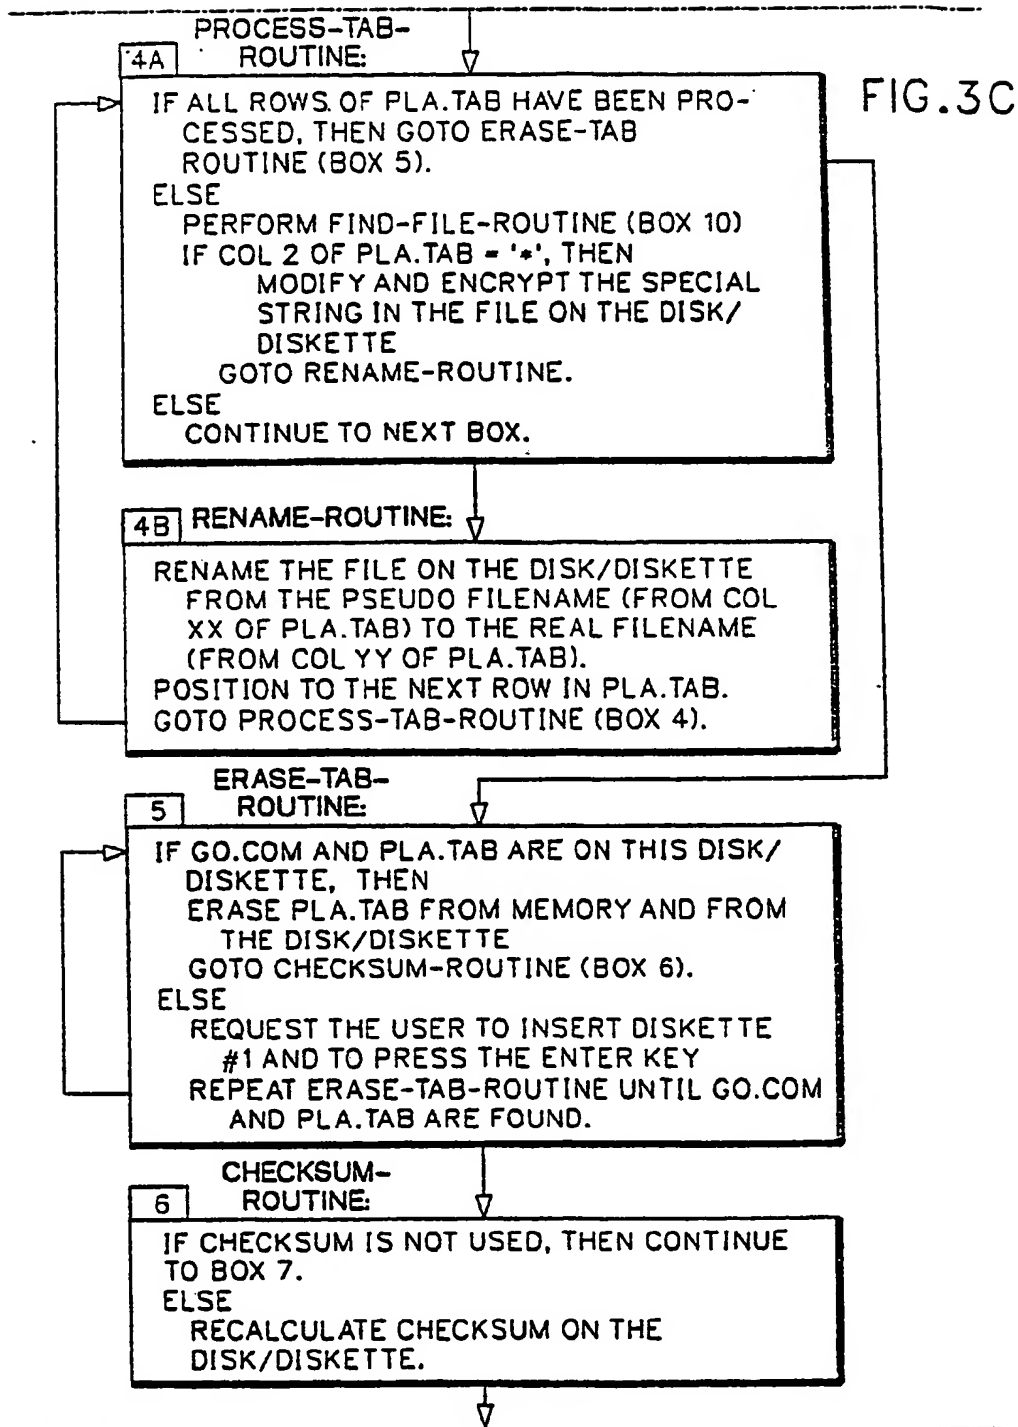 PROCESS-TAB-
ROUTINE:
4A
FIG.3C
IF ALL ROWS OF PLA.TAB HAVE BEEN PRO-
CESSED, THEN GOTO ERASE-TAB
ROUTINE (BOX 5).
ELSE
PERFORM FIND-FILE-ROUTINE (BOX 10)
IF COL 2 OF PLA.TAB = '*', THEN
MODIFY AND ENCRYPT THE SPECIAL
STRING IN THE FILE ON THE DISK/
DISKETTE
GOTO RENAME-ROUTINE.
ELSE
CONTINUE TO NEXT BOX.
4B RENAME-ROUTINE:
RENAME THE FILE ON THE DISK/DISKETTE
FROM THE PSEUDO FILENAME (FROM COL
XX OF PLA.TAB) TO THE REAL FILENAME
(FROM COL YY OF PLA.TAB).
POSITION TO THE NEXT ROW IN PLA.TAB.
GOTO PROCESS-TAB-ROUTINE (BOX 4).
ERASE-TAB-
ROUTINE:
5
IF GO.COM AND PLA.TAB ARE ON THIS DISK/
DISKETTE, THEN
ERASE PLA.TAB FROM MEMORY AND FROM
THE DISK/DISKETTE
GOTO CHECKSUM-ROUTINE (BOX 6).
ELSE
REQUEST THE USER TO INSERT DISKETTE
#1 AND TO PRESS THE ENTER KEY
REPEAT ERASE-TAB-ROUTINE UNTIL GO.COM
AND PLA.TAB ARE FOUND.
CHECKSUM-
ROUTINE:
6
IF CHECKSUM IS NOT USED, THEN CONTINUE
TO BOX 7.
ELSE
RECALCULATE CHECKSUM ON THE
DISK/DISKETTE.